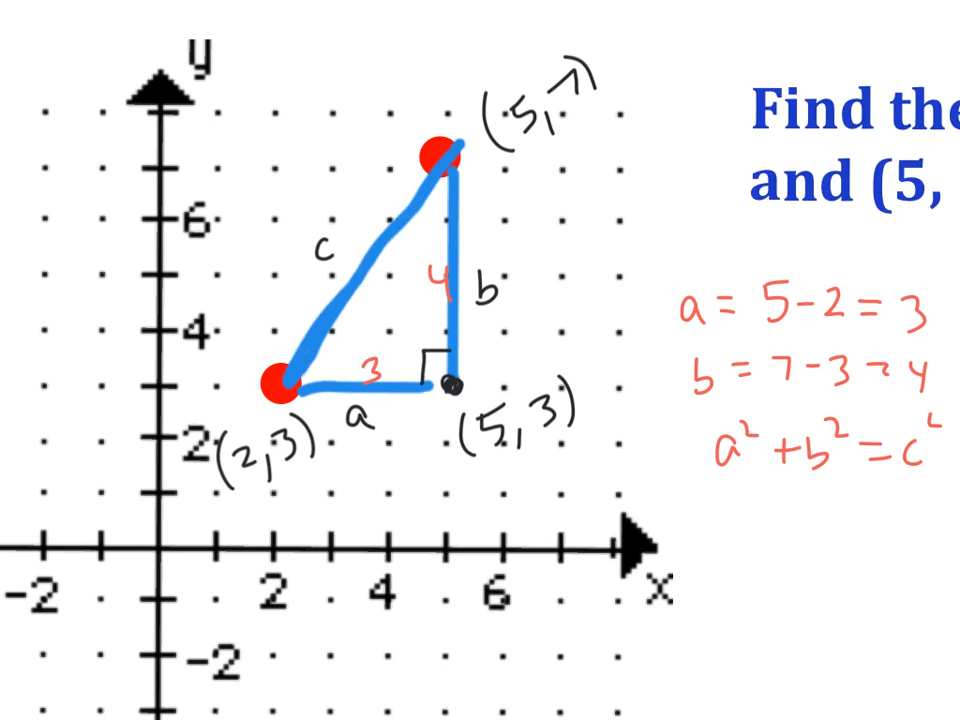 y
(5, 7)
Find the
and (5,
6
c
4
b
a = 5 - 2 = 3
4
3
b = 7 - 3 = 4
a
(2, 3)
(5, 3)
2
a² + b² = c²
-2
2
4
6
x
-2